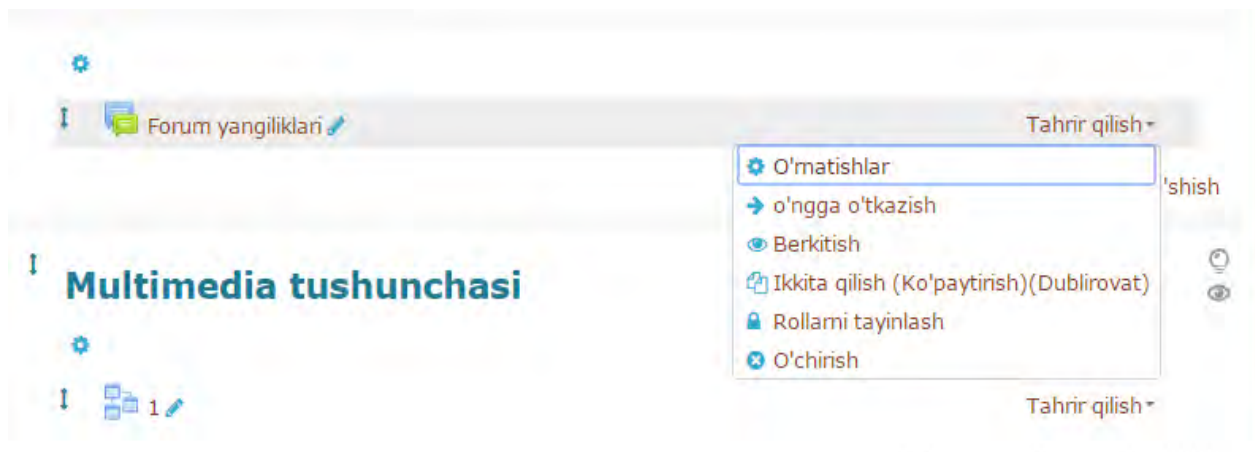 Forum yangiliklari
Tahrir qilish
O'rnatishlar
'shish
o'ngga o'tkazish
Berkitish
Multimedia tushunchasi
Ikkita qilish (Ko'paytirish)(Dublirovat)
Rollarni tayinlash
O'chirish
1
Tahrir qilish